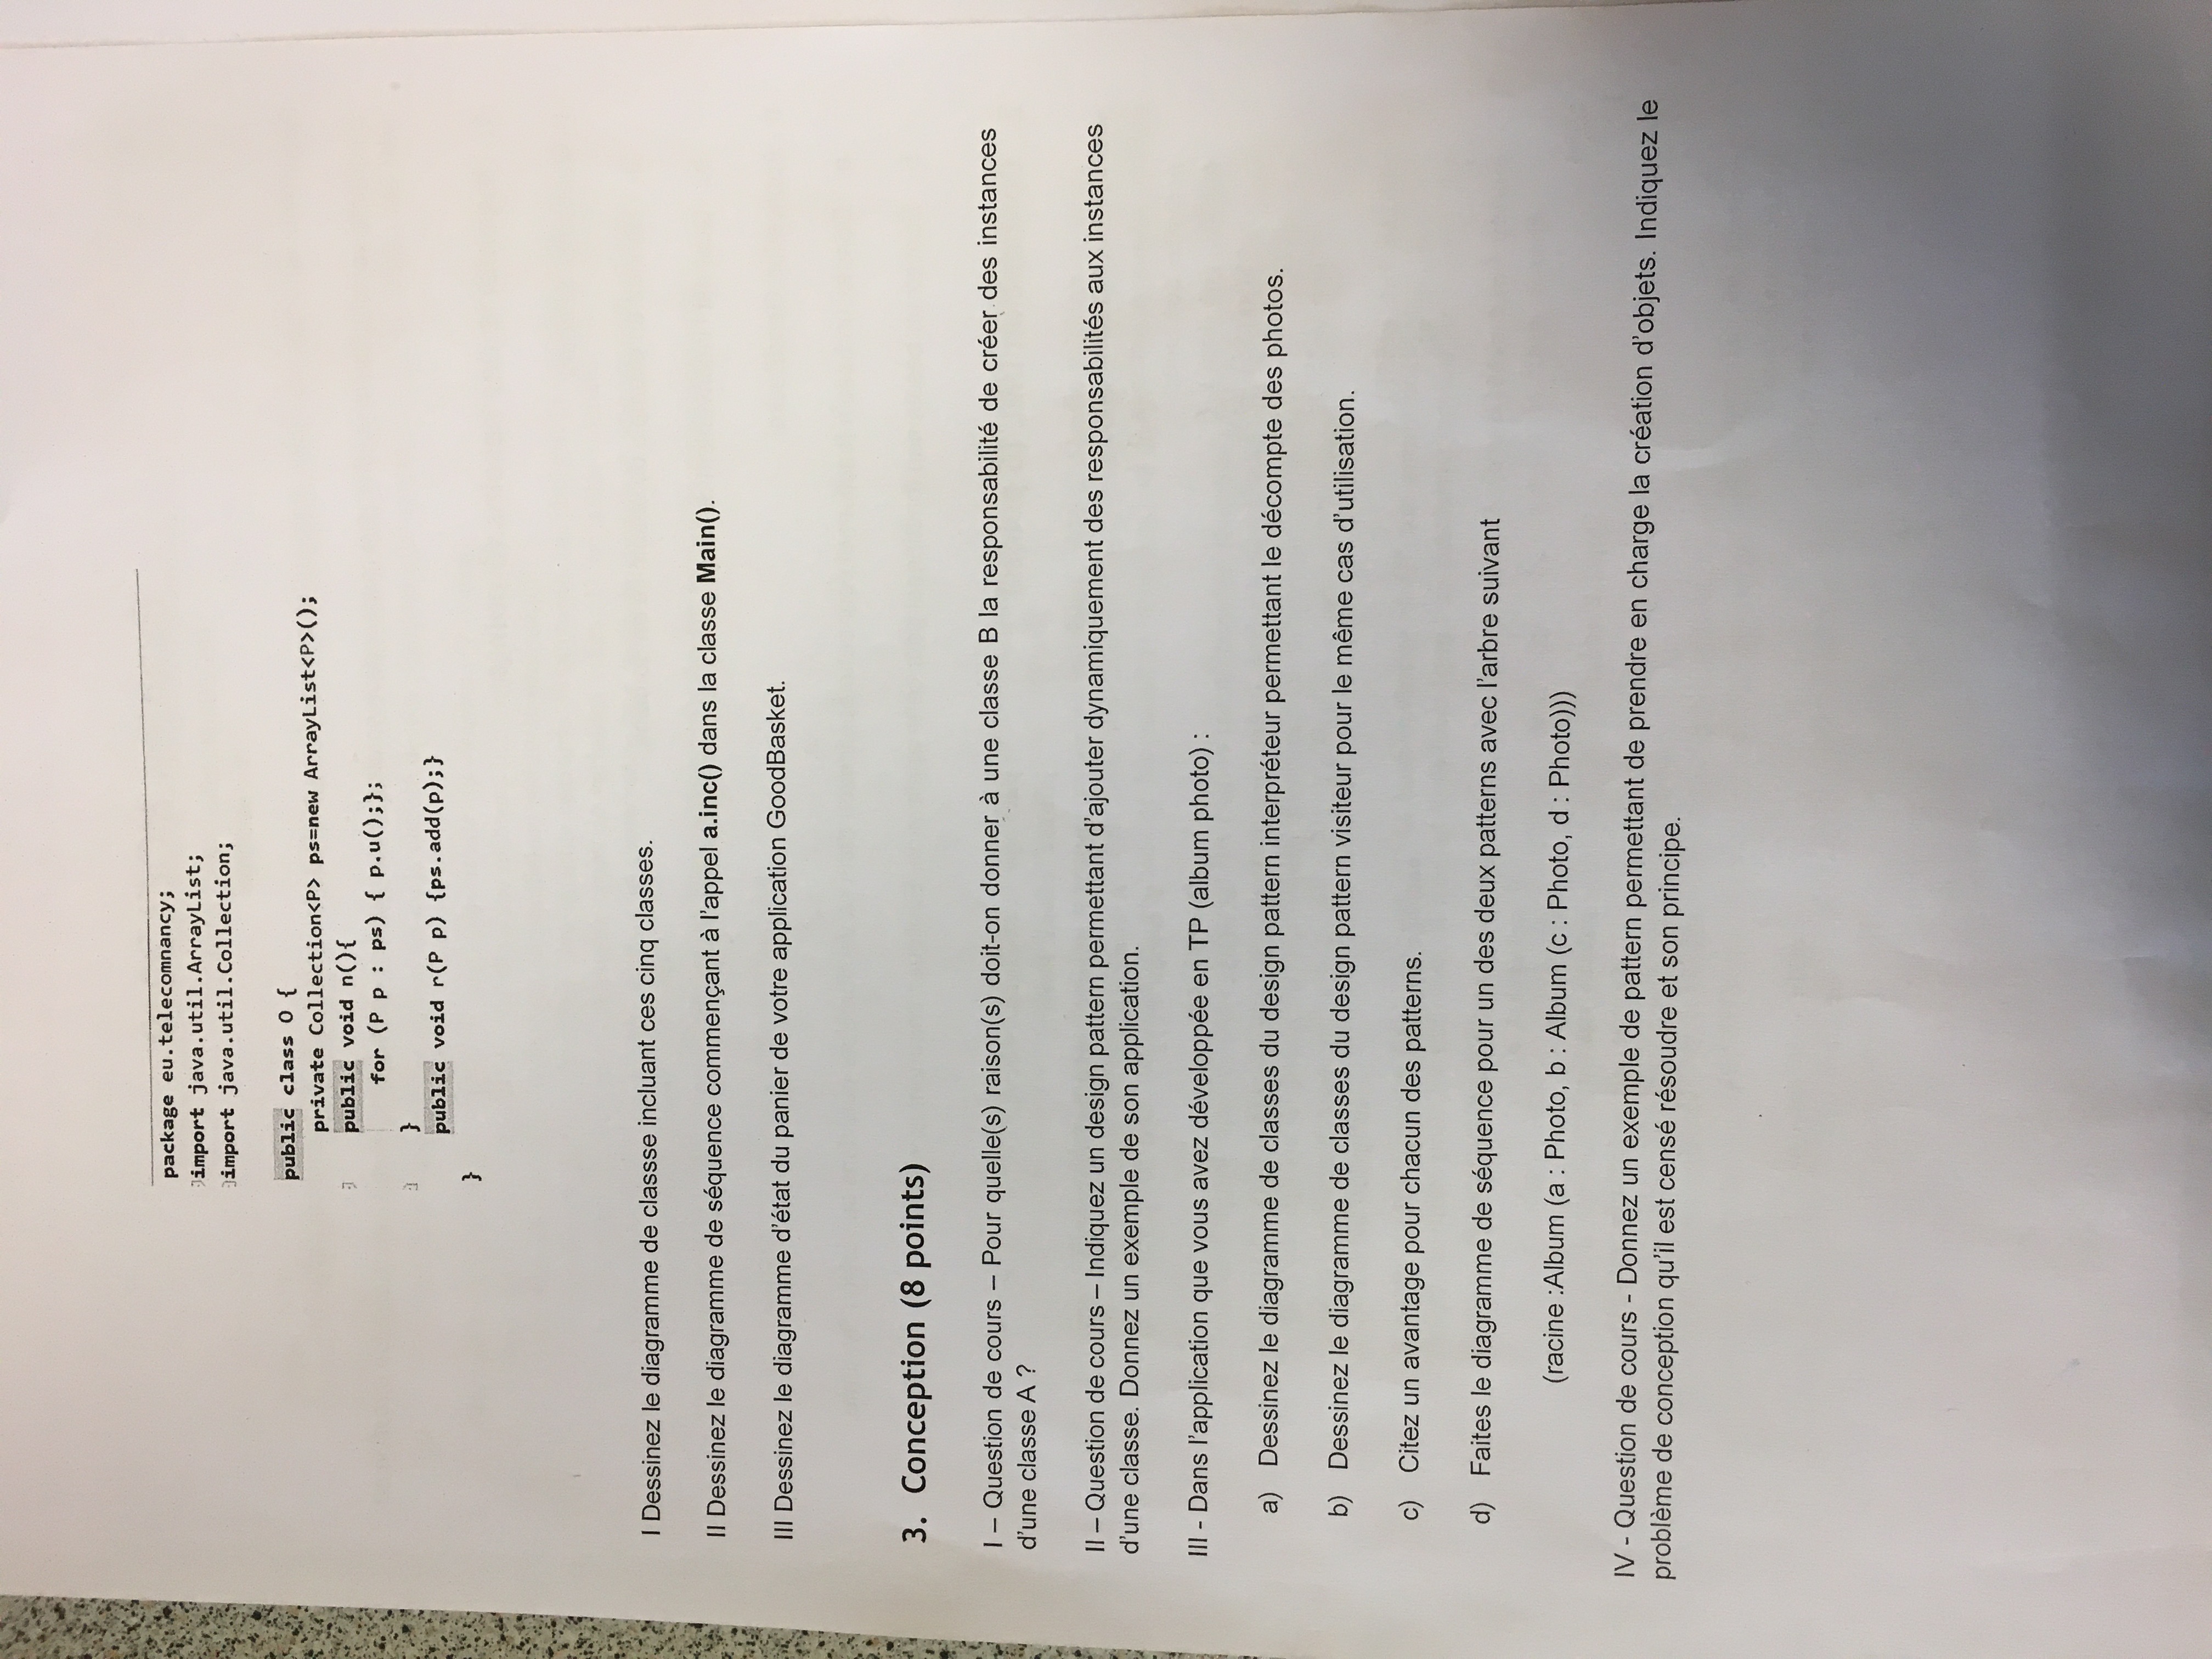 package eu.telecomnancy;
import java.util.ArrayList;
import java.util.Collection;
public class O {
private Collection<P> ps=new ArrayList<P>();
public void n(){
for (P p : ps) { p.u();};
}
public void r(P p) {ps.add(p);}
}
I Dessinez le diagramme de classse incluant ces cinq classes.
II Dessinez le diagramme de séquence commençant à l'appel a.inc() dans la classe Main().
III Dessinez le diagramme d'état du panier de votre application GoodBasket.
3. Conception (8 points)
I – Question de cours – Pour quelle(s) raison(s) doit-on donner à une classe B la responsabilité de créer des instances
d'une classe A ?
II – Question de cours – Indiquez un design pattern permettant d'ajouter dynamiquement des responsabilités aux instances
d'une classe. Donnez un exemple de son application.
III - Dans l'application que vous avez développée en TP (album photo) :
a) Dessinez le diagramme de classes du design pattern interpréteur permettant le décompte des photos.
b) Dessinez le diagramme de classes du design pattern visiteur pour le même cas d'utilisation.
c) Citez un avantage pour chacun des patterns.
d) Faites le diagramme de séquence pour un des deux patterns avec l'arbre suivant
(racine :Album (a : Photo, b : Album (c : Photo, d : Photo)))
IV - Question de cours - Donnez un exemple de pattern permettant de prendre en charge la création d'objets. Indiquez le
problème de conception qu'il est censé résoudre et son principe.